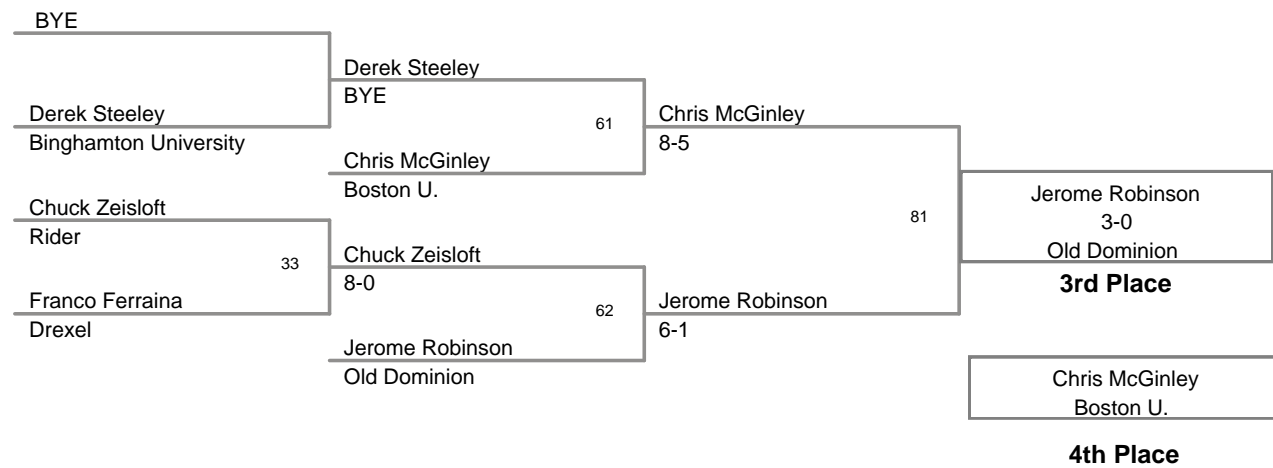 BYE
Derek Steeley
BYE
Derek Steeley
Binghamton University
61
Chris McGinley
8-5
Chris McGinley
Boston U.
Chuck Zeisloft
Rider
33
Chuck Zeisloft
8-0
Franco Ferraina
Drexel
62
Jerome Robinson
6-1
Jerome Robinson
Old Dominion
81
Jerome Robinson
3-0
Old Dominion
3rd Place
Chris McGinley
Boston U.
4th Place